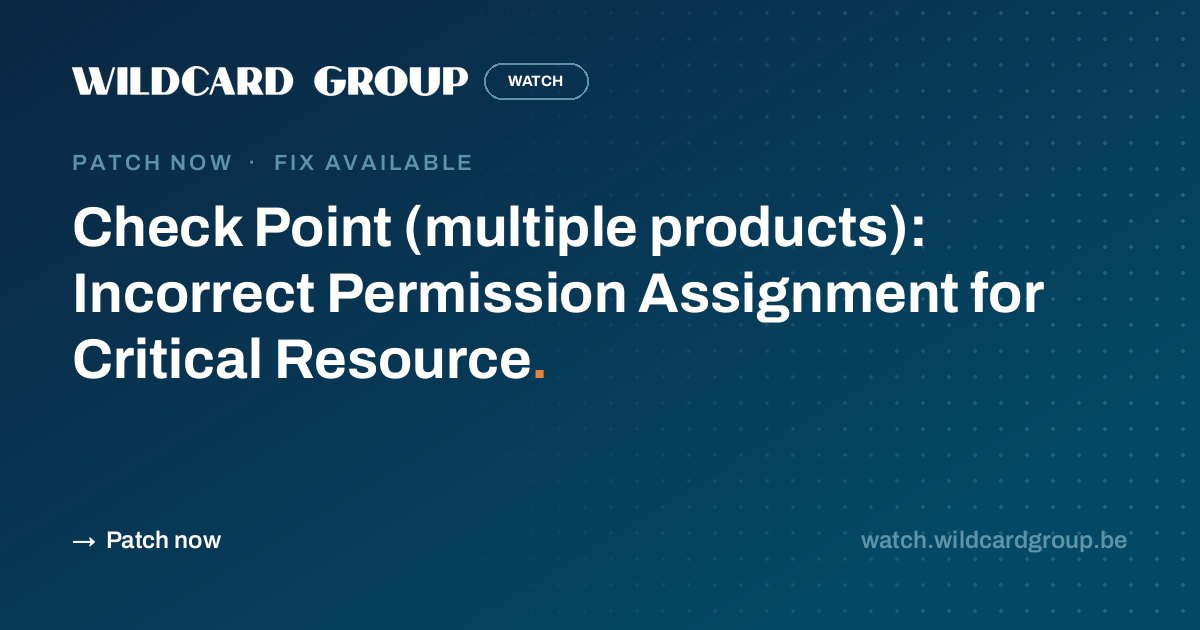 WILDCARD GROUP WATCH
PATCH NOW · FIX AVAILABLE
Check Point (multiple products):
Incorrect Permission Assignment for
Critical Resource.
→ Patch now
watch.wildcardgroup.be